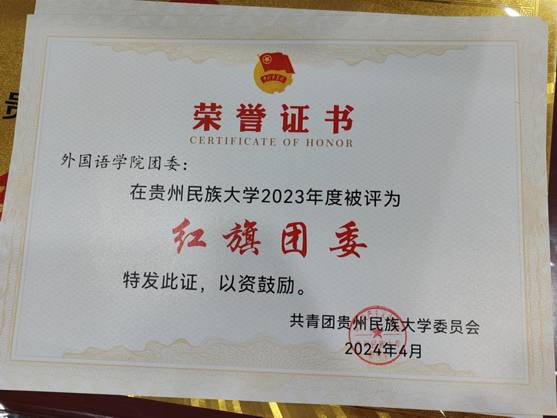 荣誉证书
CERTIFICATE OF HONOR
外国语学院团委：
在贵州民族大学2023年度被评为
红旗团委
特发此证，以资鼓励。
共青团贵州民族大学委员会
2024年4月